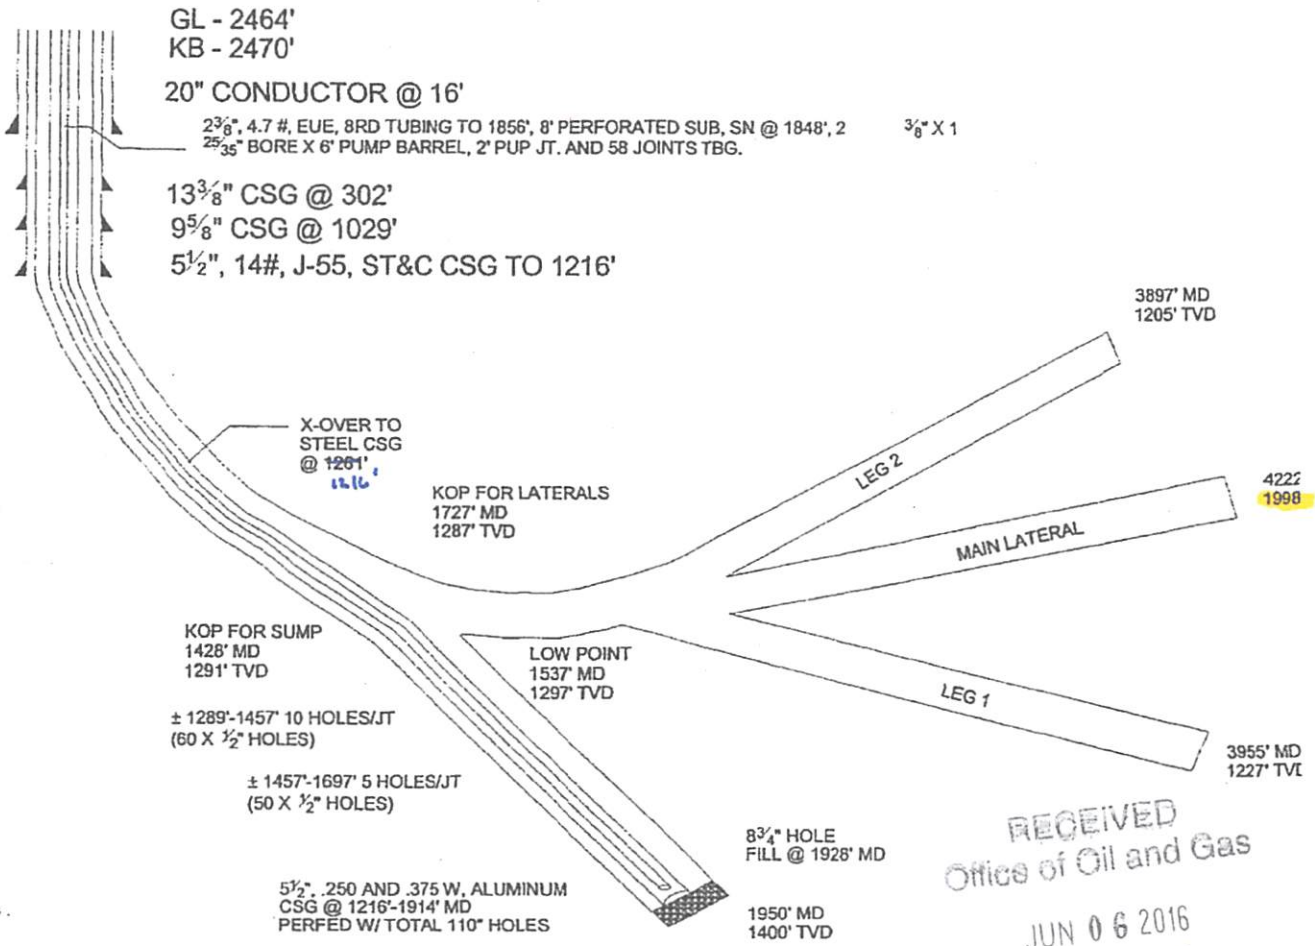 GL - 2464'
KB - 2470'
20" CONDUCTOR @ 16'
2⅜", 4.7 #, EUE, 8RD TUBING TO 1856', 8' PERFORATED SUB, SN @ 1848', 2 ⅜" X 1
25/35" BORE X 6' PUMP BARREL, 2' PUP JT. AND 58 JOINTS TBG.
13⅜" CSG @ 302'
9⅝" CSG @ 1029'
5½", 14#, J-55, ST&C CSG TO 1216'
3897' MD
1205' TVD
X-OVER TO
STEEL CSG
@ 1261'
1216'
LEG 2
KOP FOR LATERALS
1727' MD
1287' TVD
4222
1998
MAIN LATERAL
KOP FOR SUMP
1428' MD
1291' TVD
LOW POINT
1537' MD
1297' TVD
LEG 1
± 1289'-1457' 10 HOLES/JT
(60 X ½" HOLES)
3955' MD
1227' TVD
± 1457'-1697' 5 HOLES/JT
(50 X ½" HOLES)
8¾" HOLE
FILL @ 1928' MD
5½", .250 AND .375 W, ALUMINUM
CSG @ 1216'-1914' MD
PERFED W/ TOTAL 110" HOLES
1950' MD
1400' TVD
RECEIVED
Office of Oil and Gas
JUN 06 2016